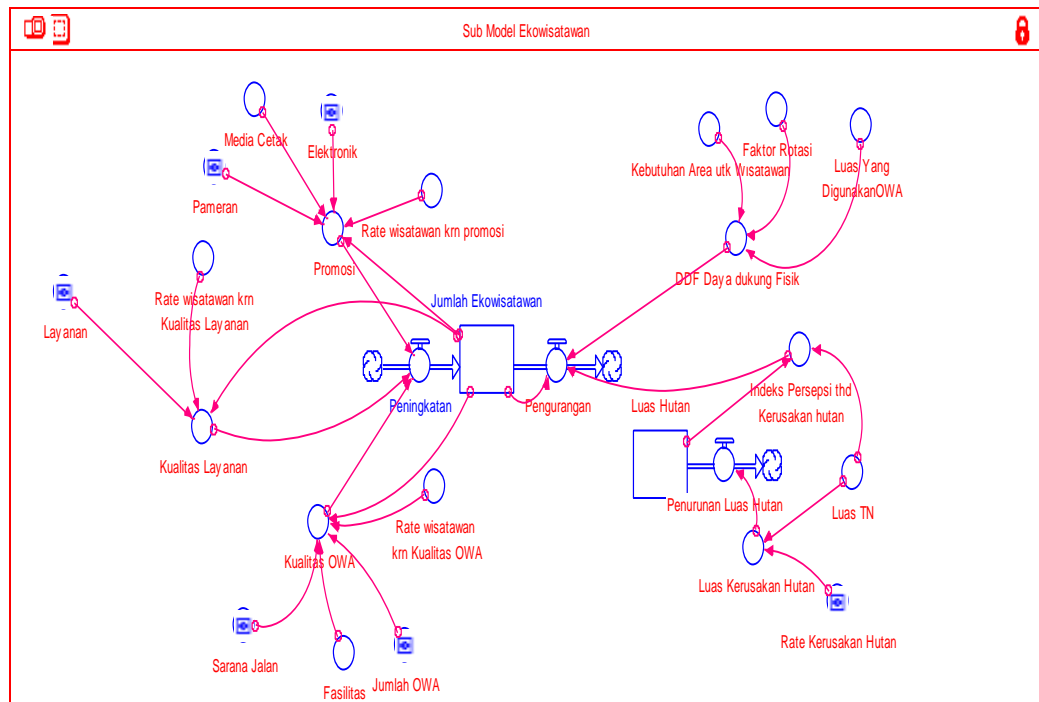 Sub Model Ekowisatawan
Media Cetak
Elektronik
Pameran
Rate wisatawan krn promosi
Promosi
Kebutuhan Area utk Wisatawan
Faktor Rotasi
Luas Yang
DigunakanOWA
DDF Daya dukung Fisik
Rate wisatawan krn
Kualitas Layanan
Layanan
Jumlah Ekowisatawan
Peningkatan
Pengurangan
Luas Hutan
Indeks Persepsi thd
Kerusakan hutan
Kualitas Layanan
Penurunan Luas Hutan
Luas TN
Rate wisatawan
krn Kualitas OWA
Kualitas OWA
Luas Kerusakan Hutan
Rate Kerusakan Hutan
Sarana Jalan
Fasilitas
Jumlah OWA